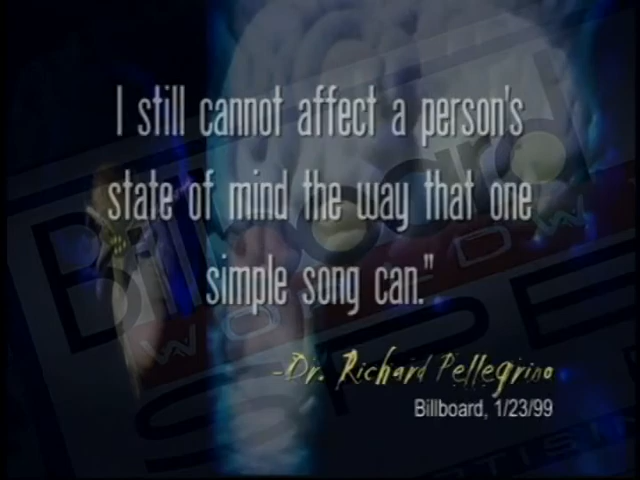 I still cannot affect a person's
state of mind the way that one
simple song can."
-Dr. Richard Pellegrino
Billboard, 1/23/99
Billboard